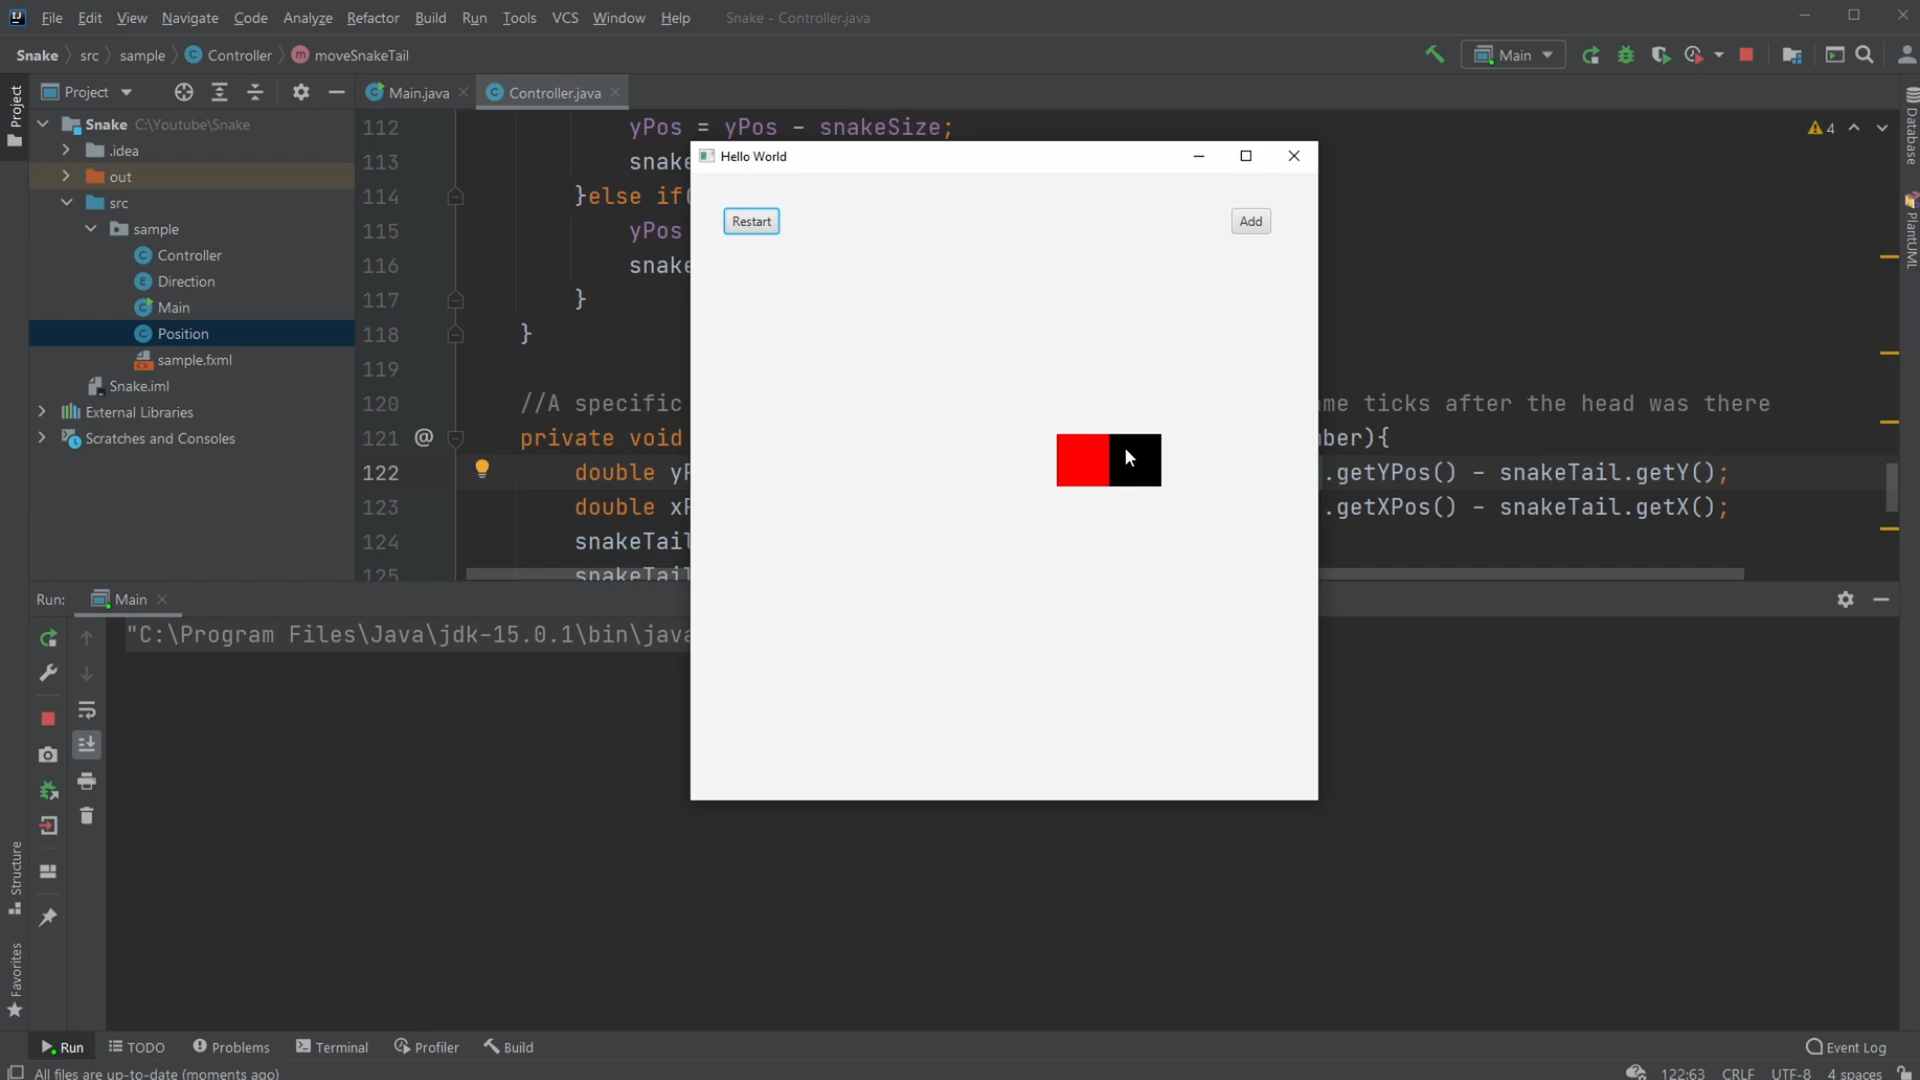 File Edit View Navigate Code Analyze Refactor Build Run Tools VCS Window Help Snake - Controller.java
Snake src sample Controller moveSnakeTail Main
Project
Project
Main.java Controller.java
Snake C:\Youtube\Snake
.idea
out
src
sample
Controller
Direction
Main
Position
sample.fxml
Snake.iml
External Libraries
Scratches and Consoles
112 yPos = yPos - snakeSize;
4
113 snake
114 }else if(
115 yPos
116 snake
117 }
118 }
119
120 //A specific me ticks after the head was there
121 @ private void ber){
122 double yP .getYPos() - snakeTail.getY();
123 double xP .getXPos() - snakeTail.getX();
124 snakeTail
125 snakeTail
Hello World
Restart Add
Database
PlantUML
Run: Main
"C:\Program Files\Java\jdk-15.0.1\bin\java
Structure
Favorites
Run TODO Problems Terminal Profiler Build Event Log
All files are up-to-date (moments ago) 122:63 CRLF UTF-8 4 spaces